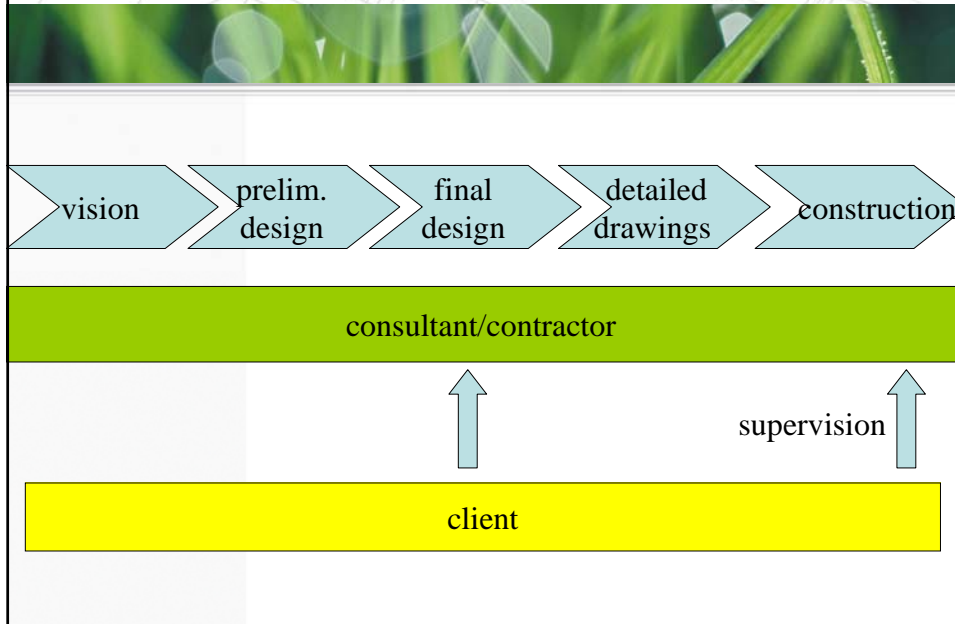 vision
prelim.
design
final
design
detailed
drawings
construction
consultant/contractor
supervision
client